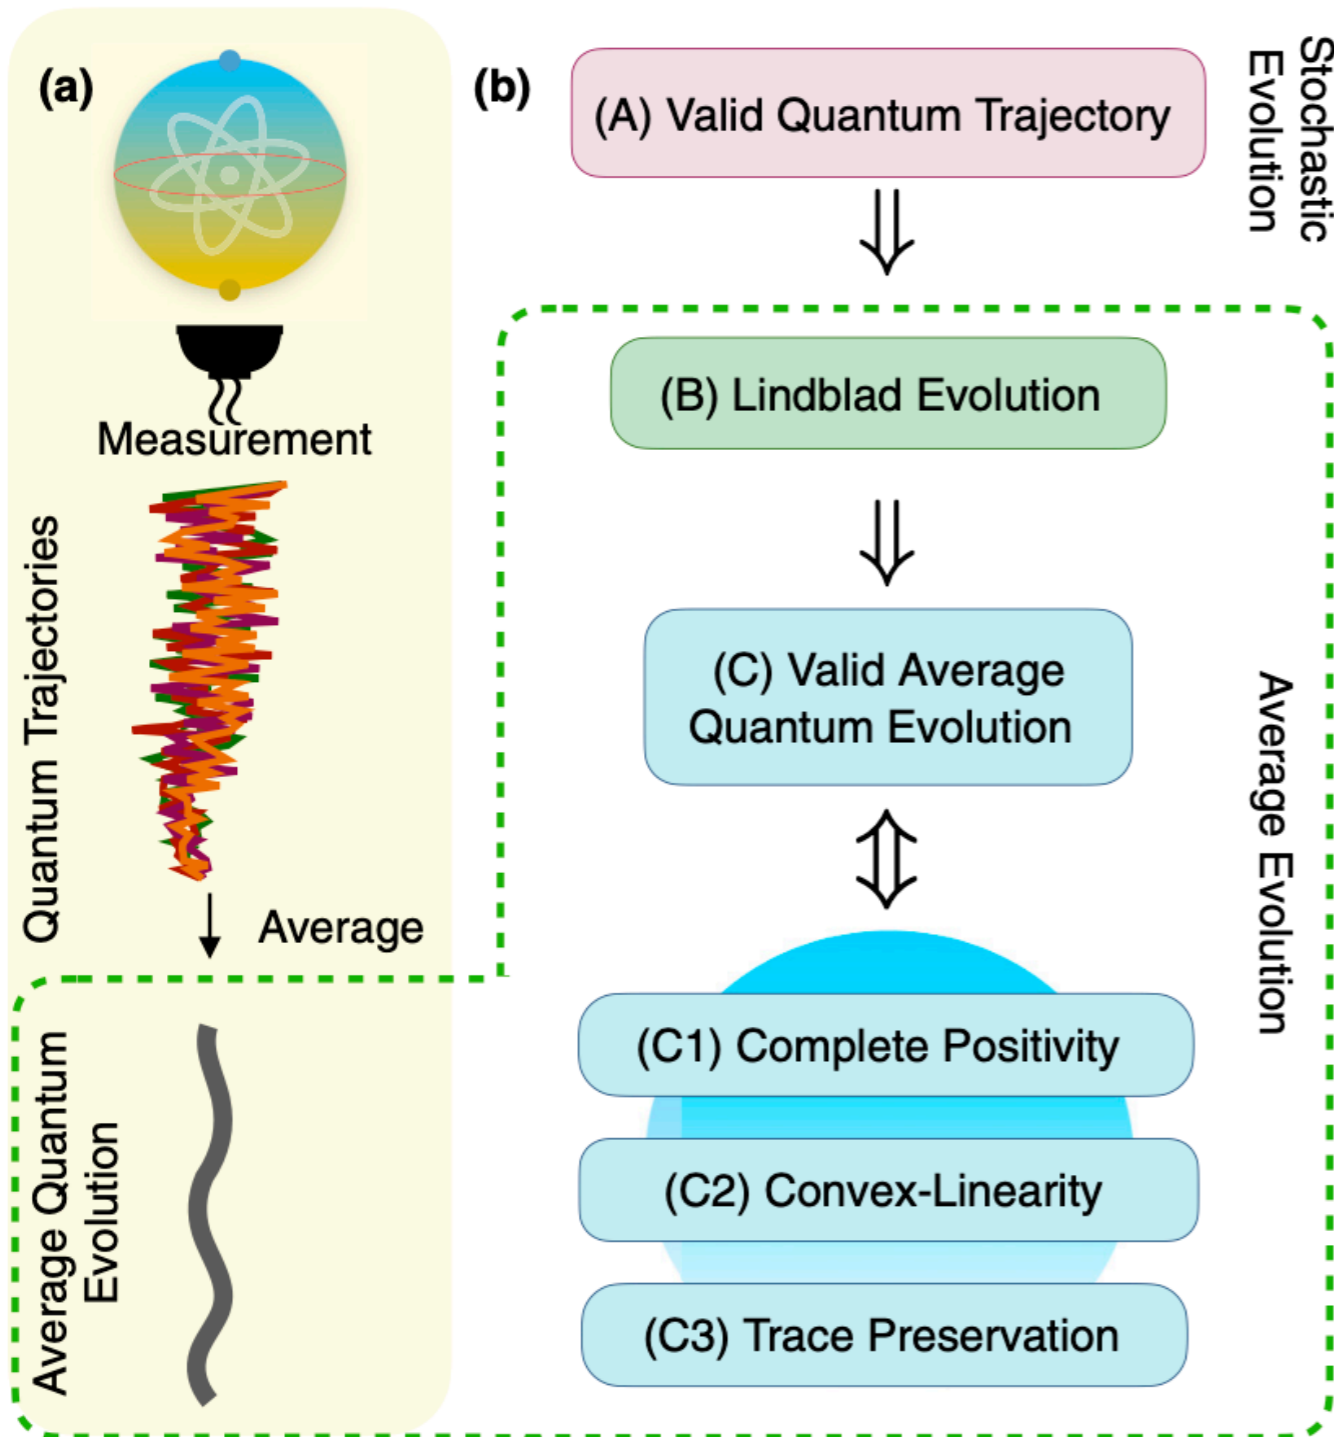 (a)
Measurement
Quantum Trajectories
Average
Average Quantum
Evolution
(b)
(A) Valid Quantum Trajectory
Stochastic
Evolution
(B) Lindblad Evolution
(C) Valid Average
Quantum Evolution
Average Evolution
(C1) Complete Positivity
(C2) Convex-Linearity
(C3) Trace Preservation